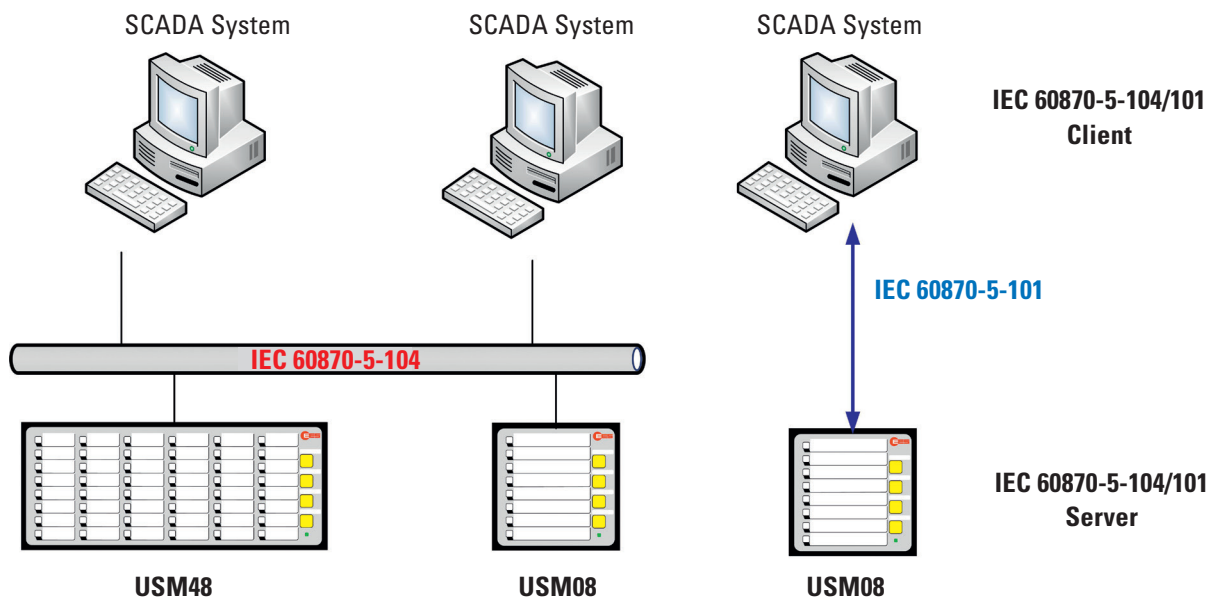 SCADA System
SCADA System
SCADA System
IEC 60870-5-104/101
Client
IEC 60870-5-101
IEC 60870-5-104
IEC 60870-5-104/101
Server
USM48
USM08
USM08